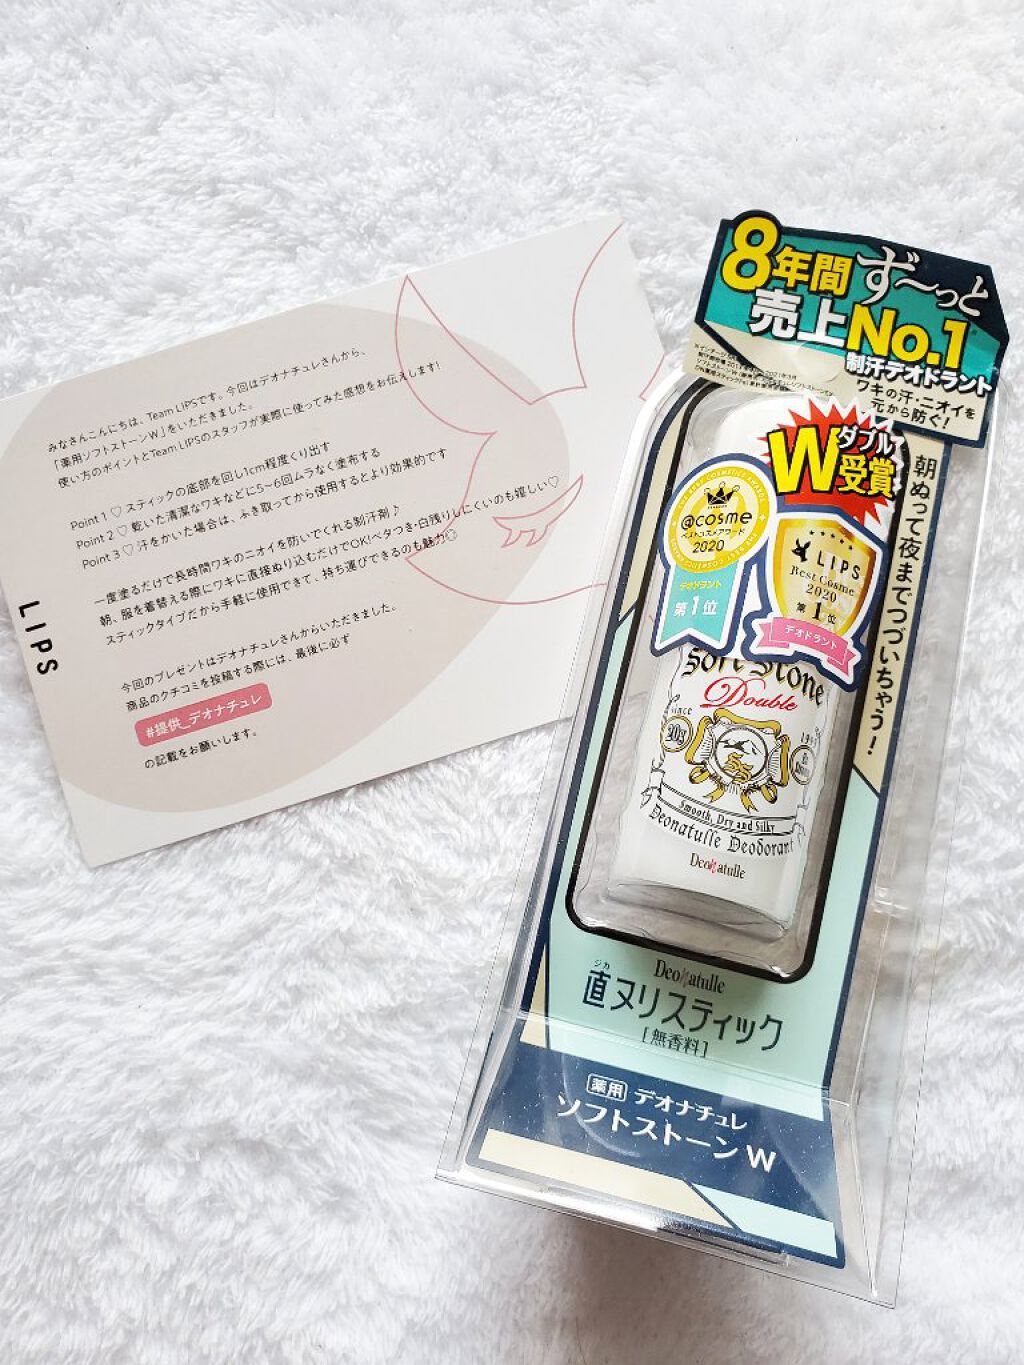 みなさんこんにちは、Team LIPSです。今回はデオナチュレさんから、
「薬用ソフトストーンW」をいただきました。
使い方のポイントとTeam LIPSのスタッフが実際に使ってみた感想をお伝えします!
Point 1 ♡ スティックの底部を回し1cm程度くり出す
Point 2 ♡ 乾いた清潔なワキなどに5~6回ムラなく塗布する
Point 3 ♡ 汗をかいた場合は、ふき取ってから使用するとより効果的です
一度塗るだけで長時間ワキのニオイを防いでくれる制汗剤♪
朝、服を着替える際にワキに直接ぬり込むだけでOK!ベタつき・白残りしにくいのも嬉しい♡
スティックタイプだから手軽に使用できて、持ち運びできるのも魅力◎
今回のプレゼントはデオナチュレさんからいただきました。
商品のクチコミを投稿する際には、最後に必ず
#提供_デオナチュレ
の記載をお願いします。
LIPS
8年間ず〜っと
売上No.1
制汗デオドラント
ワキの汗・ニオイを
元から防ぐ!
ダブル
W受賞
@cosme
ベストコスメアワード
2020
デオドラント
第1位
LIPS
Best Cosme
2020
第1位
デオドラント
朝ぬって夜までつづいちゃう!
Soft Stone
Double
since
20g
Smooth, Dry and Silky
Deonatulle Deodorant
Deonatulle
Deonatulle
ジカ
直ヌリスティック
[無香料]
薬用 デオナチュレ
ソフトストーンW